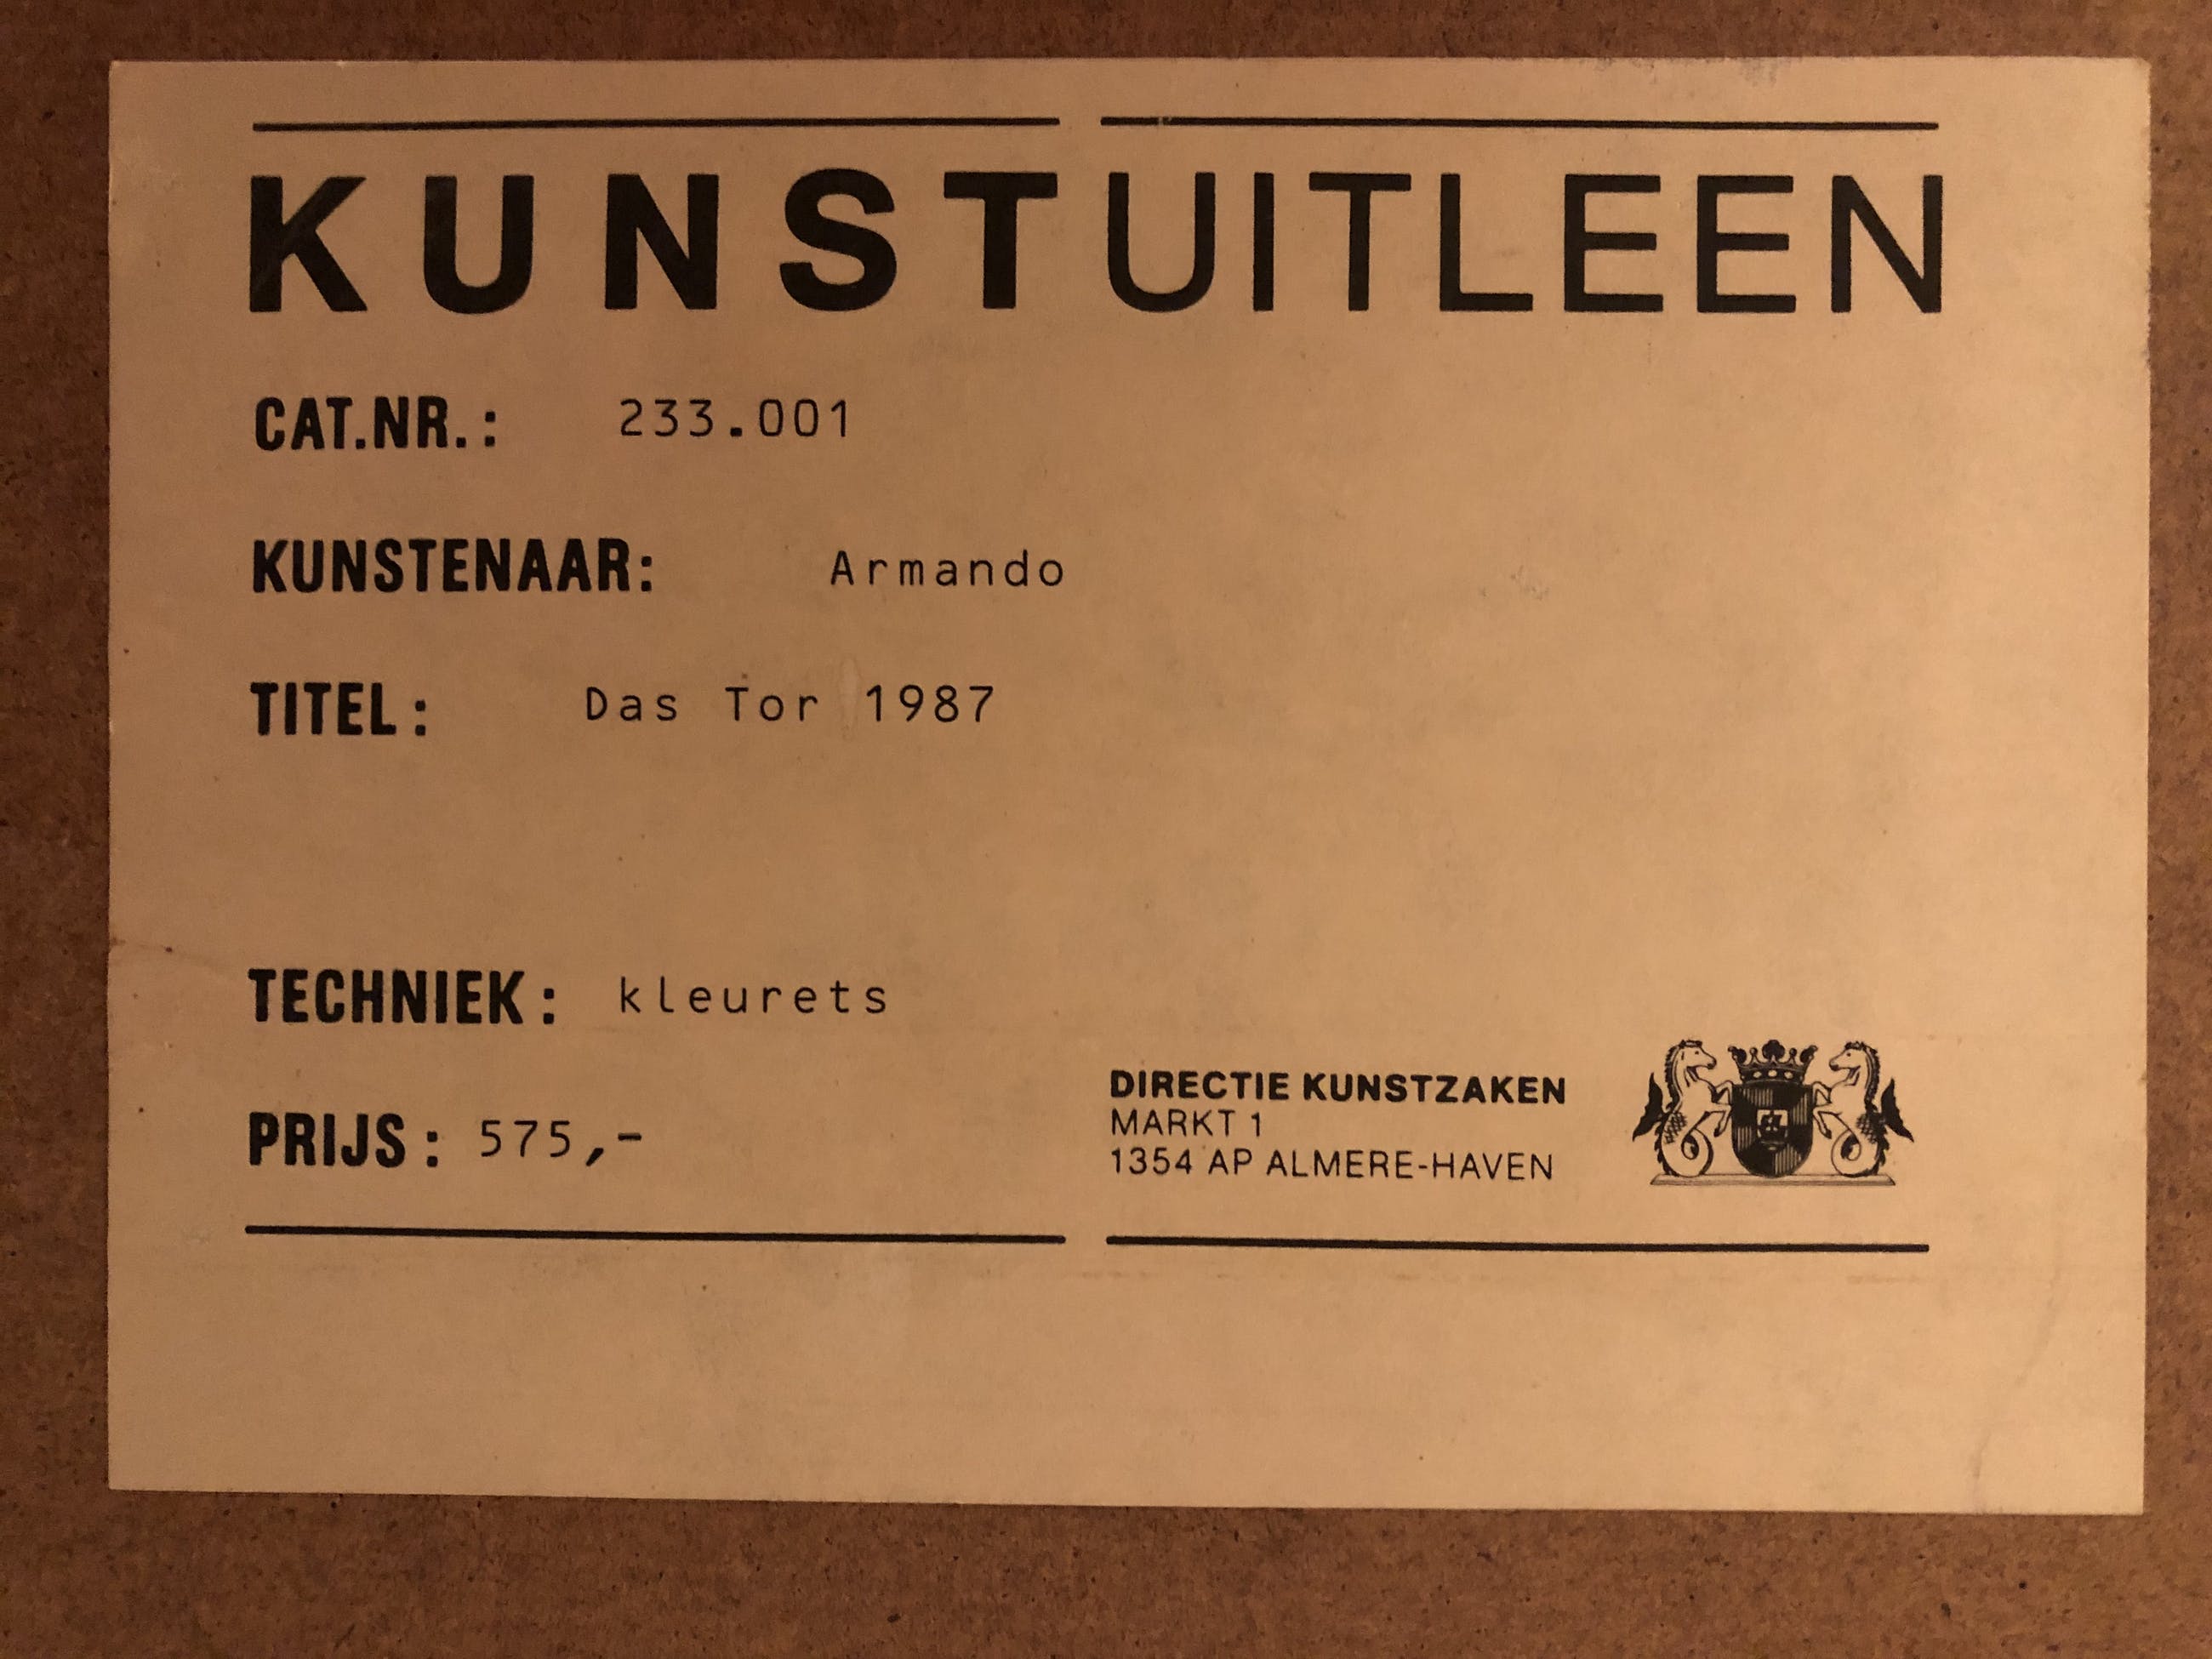 KUNSTUITLEEN
CAT.NR.: 233.001
KUNSTENAAR: Armando
TITEL: Das Tor 1987
TECHNIEK: kleurets
PRIJS: 575,-
DIRECTIE KUNSTZAKEN
MARKT 1
1354 AP ALMERE-HAVEN